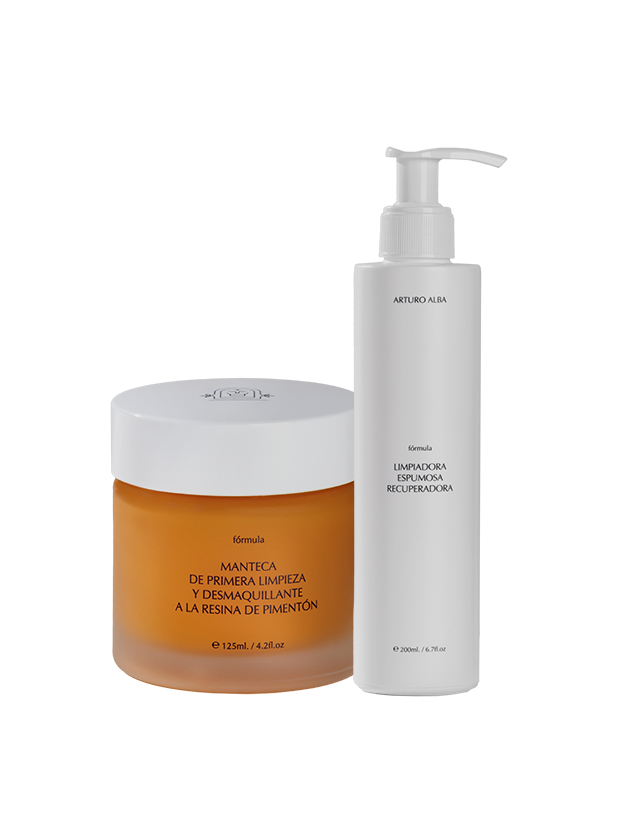 ARTURO ALBA
fórmula
LIMPIADORA
ESPUMOSA
RECUPERADORA
℮ 200ml. / 6.7fl.oz
fórmula
MANTECA
DE PRIMERA LIMPIEZA
Y DESMAQUILLANTE
A LA RESINA DE PIMENTÓN
℮ 125ml. / 4.2fl.oz